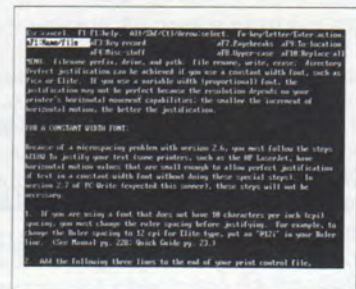 Esc:cancel. F1-F1:help. Alt/Shf/Ctl/Arrow:select. Fn-key/Letter/Enter:action
aF1:Name/file aF3:Key record aF7.Pagebreaks aF9.To-location
aF8.Misc-stuff aF8.Upper-case aF10.Replace-all
MENU. Filename prefix, drive, and path. File rename, write, erase; directory
Perfect justification can be achieved if you use a constant width font, such as
Pica or Elite. If you use a variable width (proportional) font, the
justification may not be perfect because the resolution depends on your
printer's horizontal movement capabilities: the smaller the increment of
horizontal motion, the better the justification.
FOR A CONSTANT WIDTH FONT:
Because of a microspacing problem with version 2.6, you must follow the steps
BELOW to justify your text (some printers, such as the HP LaserJet, have
horizontal motion values that are small enough to allow perfect justification
of text in a constant width font without doing these special steps). In
version 2.7 of PC-Write (expected this summer), these steps will not be
necessary.
1. If you are using a font that does not have 10 characters per inch (cpi)
spacing, you must change the ruler spacing before justifying. For example, to
change the Ruler spacing to 12 cpi for Elite type, put an "P12i" in your Ruler
line. (See Manual pg. 228; Quick Guide pg. 23.)
2. Add the following three lines to the end of your print control file,